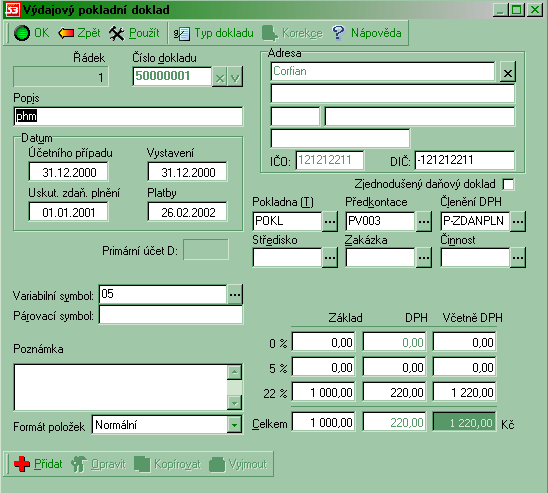 S3 Výdajový pokladní doklad
OK Zpět Použít Typ dokladu Korekce Nápověda
Řádek Číslo dokladu
1 50000001
Popis
phm
Adresa
Corfian
IČO: 121212211 DIČ: -121212211
Datum
Účetního případu Vystavení
31.12.2000 31.12.2000
Uskut. zdaň. plnění Platby
01.01.2001 26.02.2002
Zjednodušený daňový doklad
Pokladna (T) Předkontace Členění DPH
POKL PV003 P-ZDANPLN
Středisko Zakázka Činnost
Primární účet D:
Variabilní symbol: 05
Párovací symbol:
Základ DPH Včetně DPH
0 % 0,00 0,00 0,00
5 % 0,00 0,00 0,00
22 % 1 000,00 220,00 1 220,00
Celkem 1 000,00 220,00 1 220,00 Kč
Poznámka
Formát položek Normální
Přidat Opravit Kopírovat Vyjmout